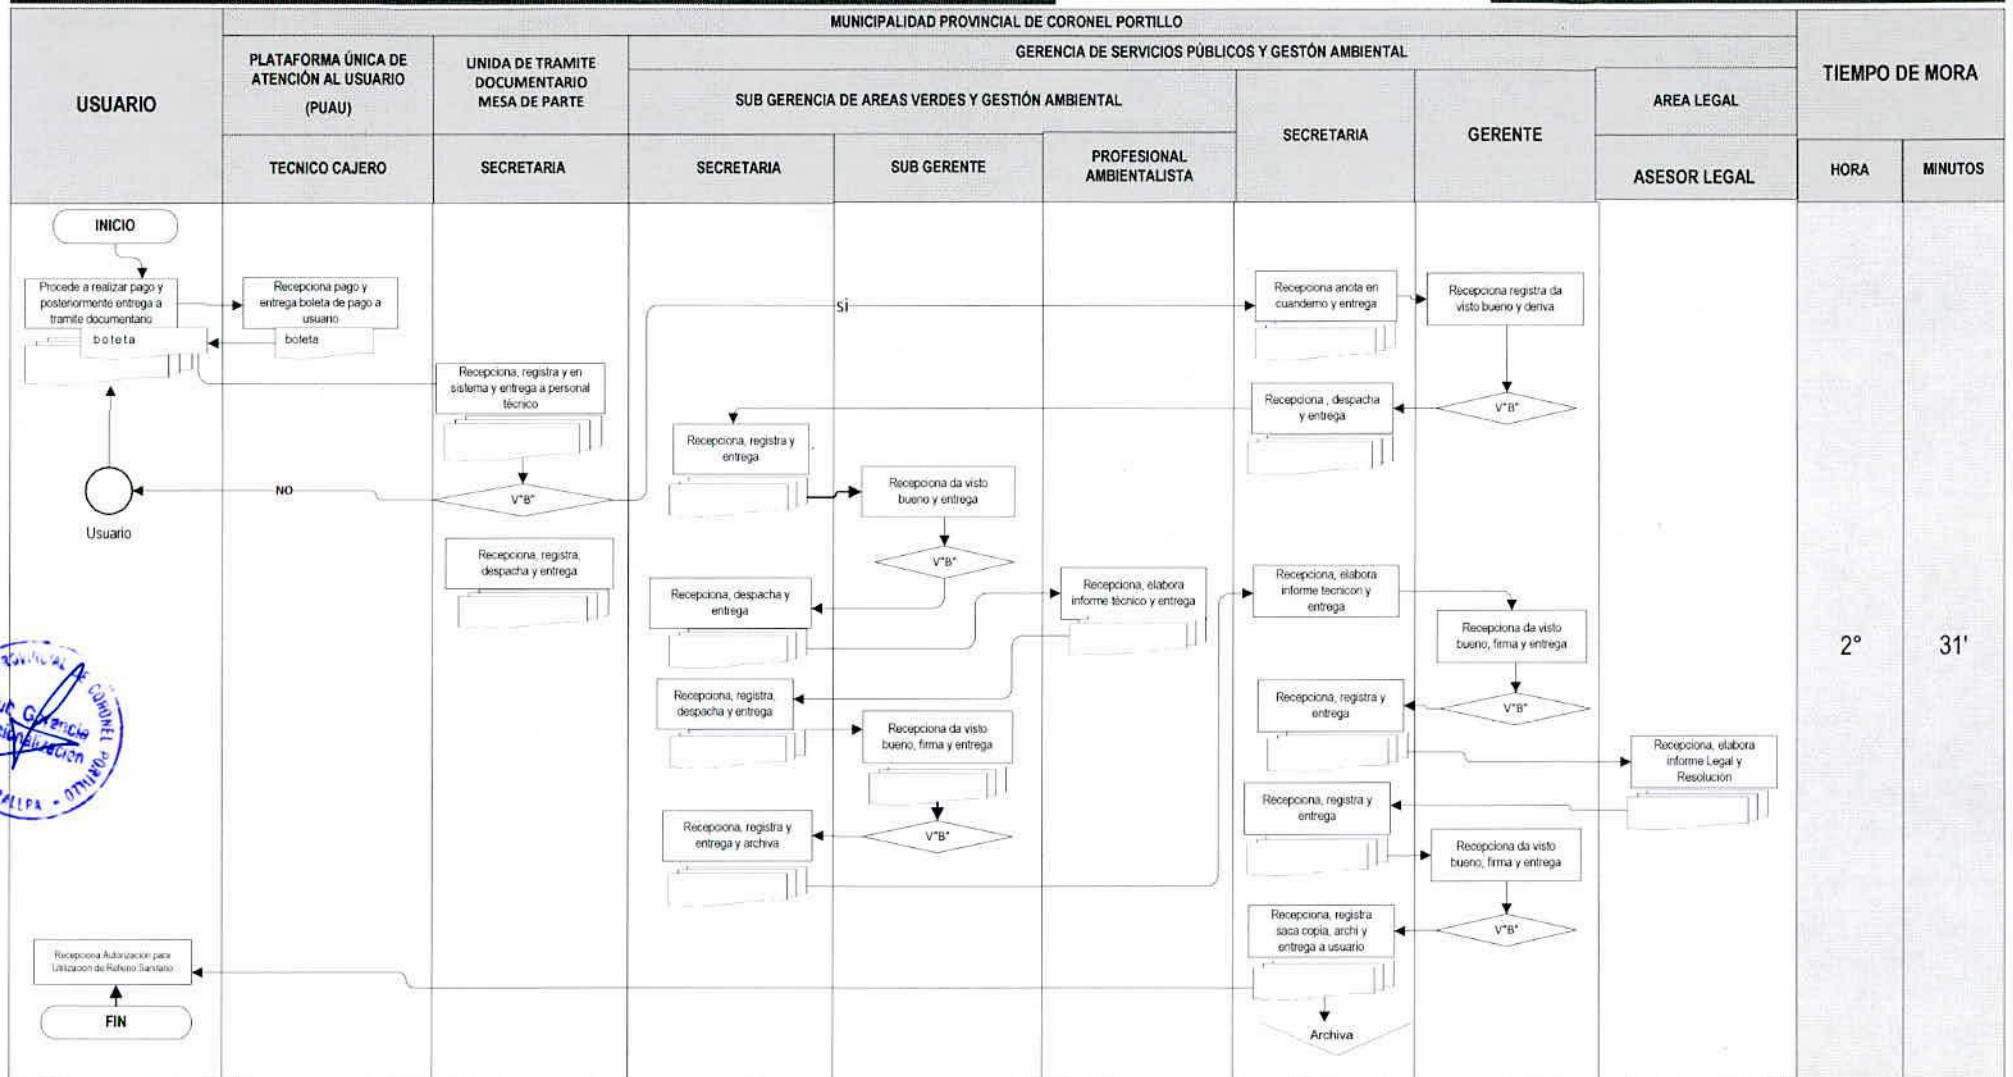 MUNICIPALIDAD PROVINCIAL DE CORONEL PORTILLO
USUARIO
PLATAFORMA ÚNICA DE
ATENCIÓN AL USUARIO
(PUAU)
UNIDA DE TRAMITE
DOCUMENTARIO
MESA DE PARTE
GERENCIA DE SERVICIOS PÚBLICOS Y GESTÓN AMBIENTAL
SUB GERENCIA DE AREAS VERDES Y GESTIÓN AMBIENTAL
SECRETARIA
GERENTE
AREA LEGAL
TIEMPO DE MORA
TECNICO CAJERO
SECRETARIA
SECRETARIA
SUB GERENTE
PROFESIONAL
AMBIENTALISTA
ASESOR LEGAL
HORA
MINUTOS
INICIO
Procede a realizar pago y
posteriormente entrega a
tramite documentario
boleta
Recepciona pago y
entrega boleta de pago a
usuario
boleta
Recepciona, registra y en
sistema y entrega a personal
técnico
V°B°
NO
Usuario
si
Recepciona anota en
cuanderno y entrega
Recepciona registra da
visto bueno y deriva
V°B°
Recepciona , despacha
y entrega
Recepciona, registra y
entrega
Recepciona da visto
bueno y entrega
V°B°
Recepciona, registra,
despacha y entrega
Recepciona, despacha y
entrega
Recepciona, elabora
informe técnico y entrega
Recepciona, elabora
informe tecnicon y
entrega
Recepciona da visto
bueno, firma y entrega
V°B°
2°
31'
Recepciona, registra,
despacha y entrega
Recepciona da visto
bueno, firma y entrega
V°B°
Recepciona, registra y
entrega
Recepciona, elabora
informe Legal y
Resolución
Recepciona, registra y
entrega y archiva
Recepciona, registra y
entrega
Recepciona da visto
bueno, firma y entrega
V°B°
Recepciona, registra
saca copia, archi y
entrega a usuario
Archiva
Recepciona Autorización para
Utilización de Relleno Sanitario
FIN
DE CORONEL PORTILLO
Gerencia